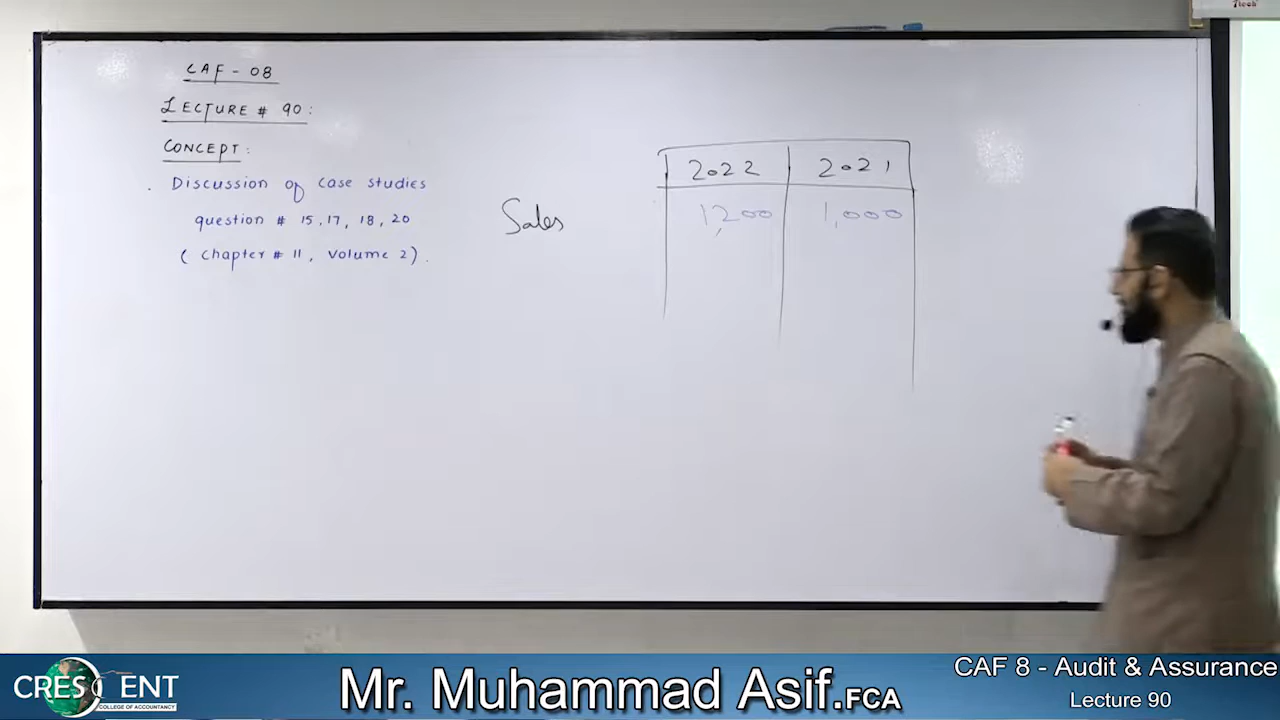 Itech
CAF - 08
LECTURE # 90:
CONCEPT:
. Discussion of case studies
question # 15, 17, 18, 20
( chapter # 11, volume 2).
2022 2021
Sales 1,200 1,000
CRESCENT
COLLEGE OF ACCOUNTANCY
Mr. Muhammad Asif.FCA
CAF 8 - Audit & Assurance
Lecture 90